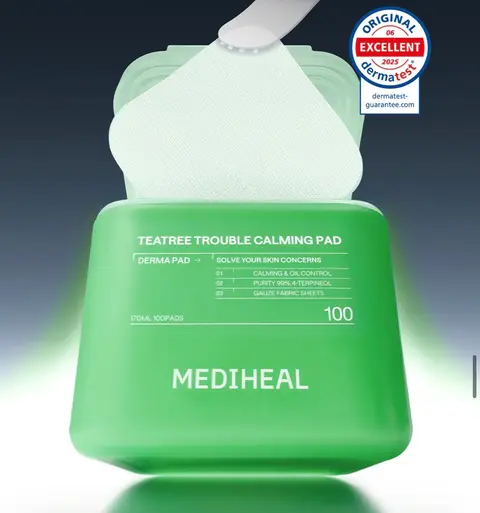 ORIGINAL
06
EXCELLENT
2025
dermatest®
dermatest-
guarantee.com
TEATREE TROUBLE CALMING PAD
DERMA PAD → SOLVE YOUR SKIN CONCERNS
01 CALMING & OIL CONTROL
02 PURITY 99% 4-TERPINEOL
03 GAUZE FABRIC SHEETS
170ML 100PADS
100
MEDIHEAL